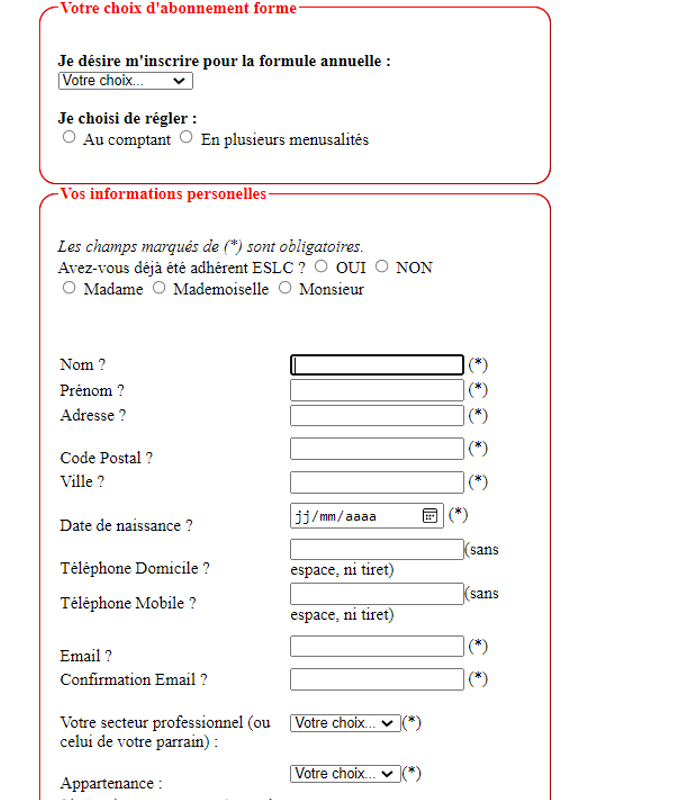 Votre choix d'abonnement forme
Je désire m'inscrire pour la formule annuelle :
Votre choix...
Je choisi de régler :
Au comptant En plusieurs menusalités
Vos informations personelles
Les champs marqués de (*) sont obligatoires.
Avez-vous déjà été adhérent ESLC ? OUI NON
Madame Mademoiselle Monsieur
Nom ? (*)
Prénom ? (*)
Adresse ? (*)
Code Postal ? (*)
Ville ? (*)
Date de naissance ? jj/mm/aaaa (*)
Téléphone Domicile ? (sans
espace, ni tiret)
Téléphone Mobile ? (sans
espace, ni tiret)
Email ? (*)
Confirmation Email ? (*)
Votre secteur professionnel (ou Votre choix... (*)
celui de votre parrain) :
Appartenance : Votre choix... (*)